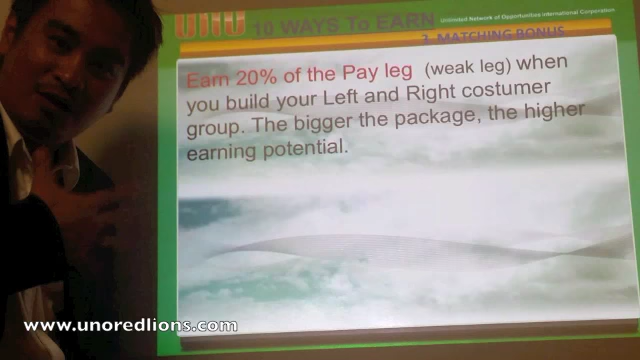 UNO 10 WAYS To EARN Unlimited Network of Opportunities International Corporation
2. MATCHING BONUS
Earn 20% of the Pay leg (weak leg) when
you build your Left and Right costumer
group. The bigger the package, the higher
earning potential.
www.unoredlions.com